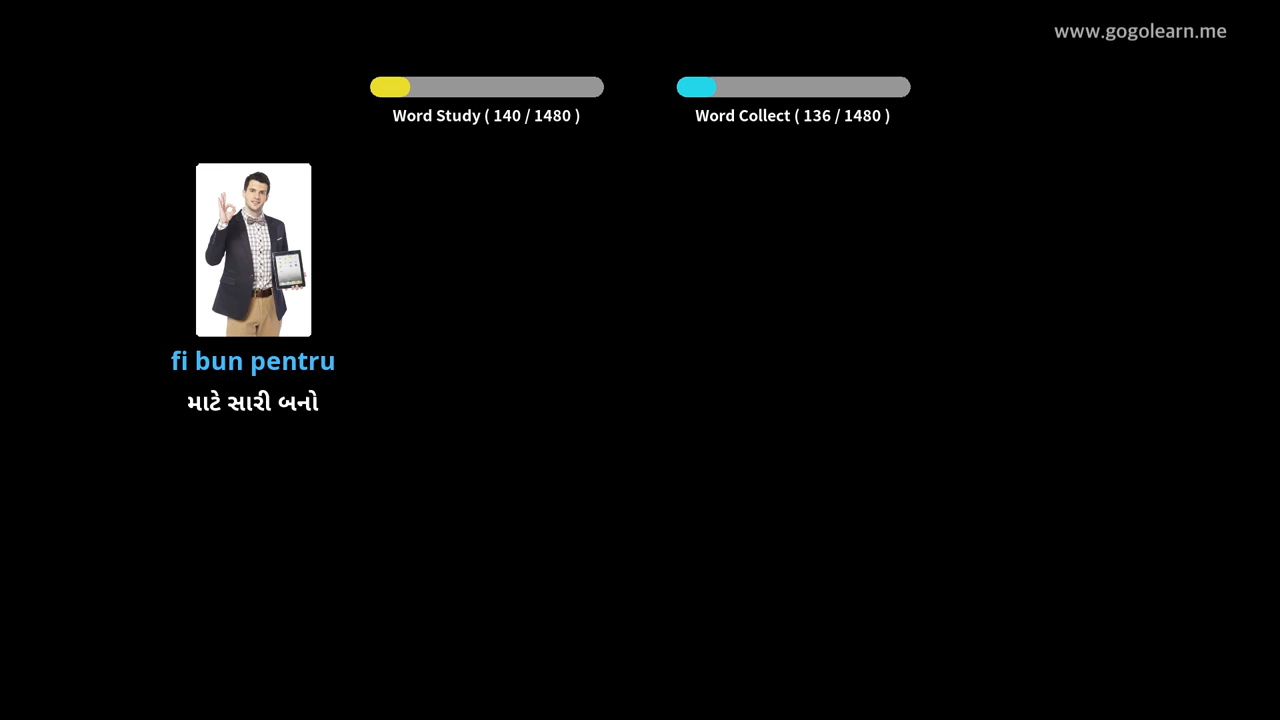 www.gogolearn.me
Word Study ( 140 / 1480 )
Word Collect ( 136 / 1480 )
fi bun pentru
માટે સારી બનો